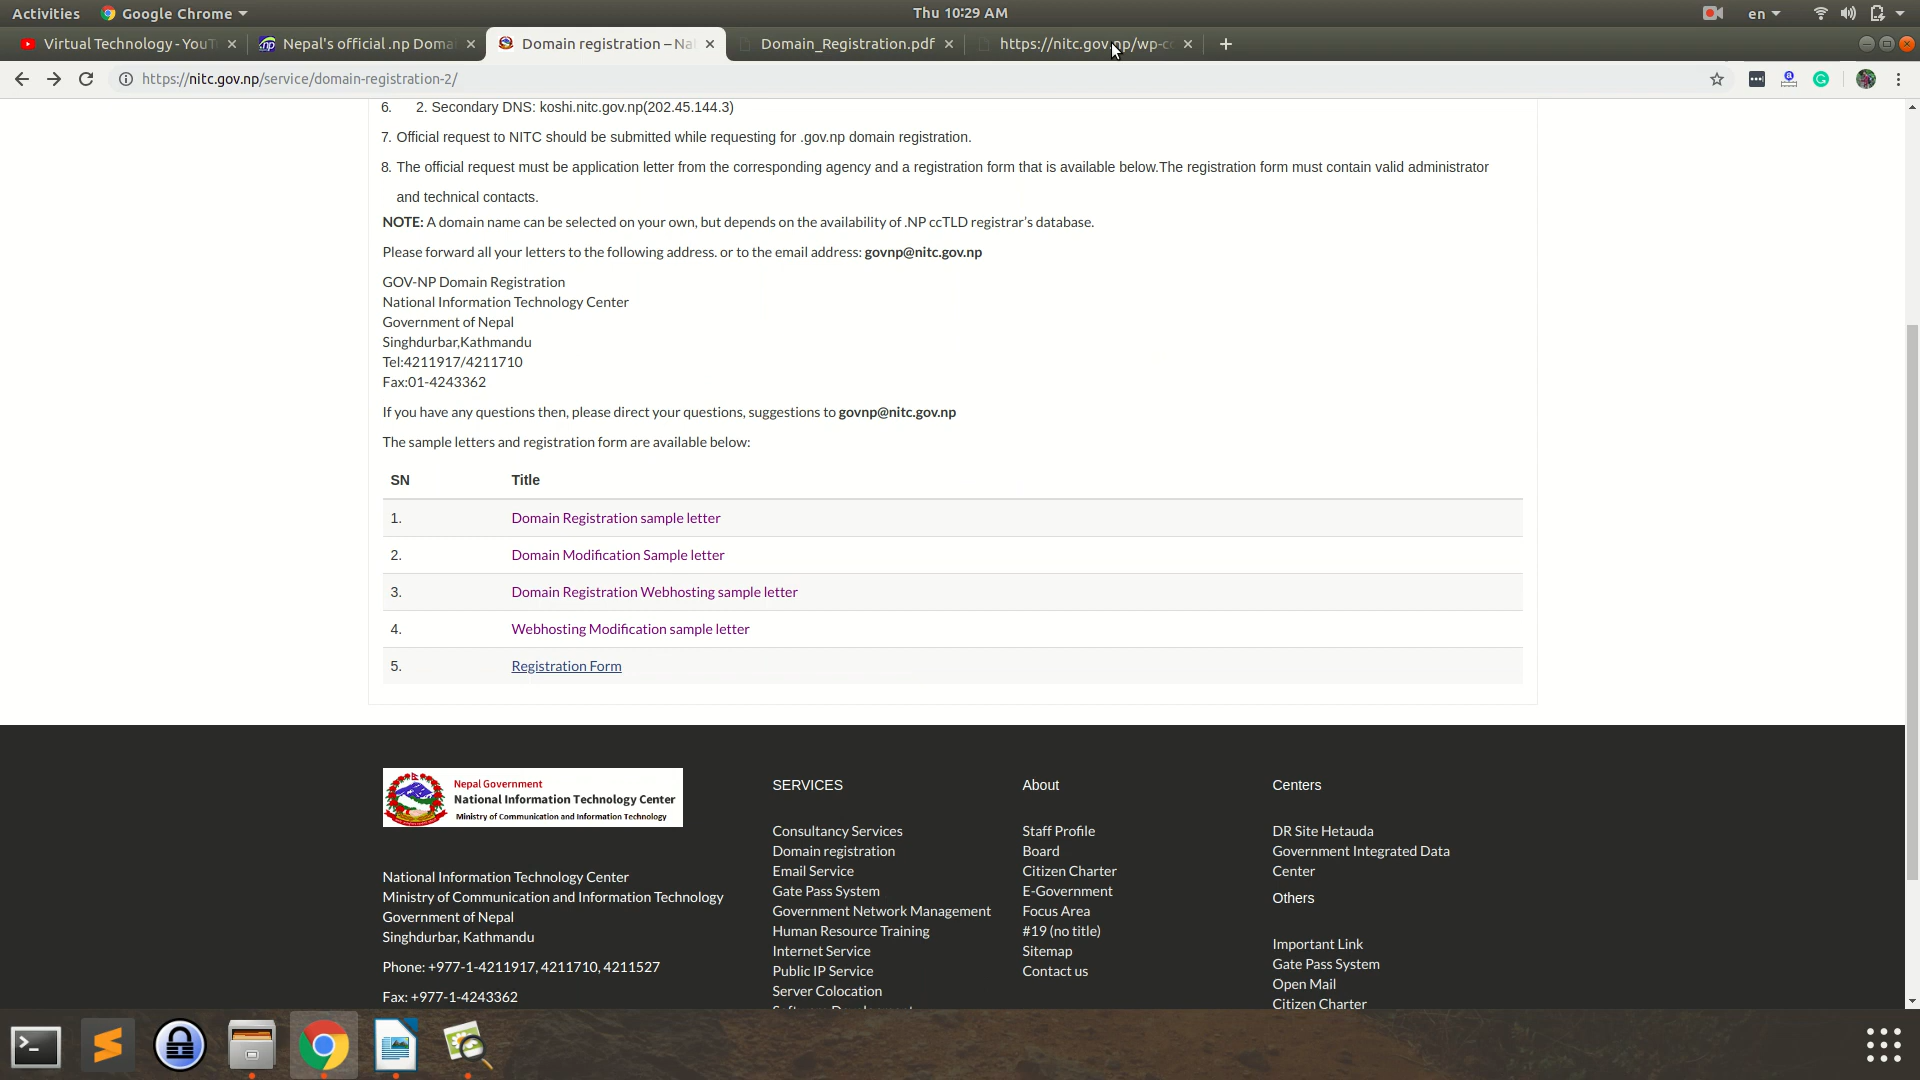 Activities
Google Chrome
Thu 10:29 AM
en
Virtual Technology - YouT
Nepal's official .np Doma
Domain registration – Na
Domain_Registration.pdf
https://nitc.gov.np/wp-co
https://nitc.gov.np/service/domain-registration-2/
6. 2. Secondary DNS: koshi.nitc.gov.np(202.45.144.3)
7. Official request to NITC should be submitted while requesting for .gov.np domain registration.
8. The official request must be application letter from the corresponding agency and a registration form that is available below.The registration form must contain valid administrator
and technical contacts.
NOTE: A domain name can be selected on your own, but depends on the availability of .NP ccTLD registrar’s database.
Please forward all your letters to the following address. or to the email address: govnp@nitc.gov.np
GOV-NP Domain Registration
National Information Technology Center
Government of Nepal
Singhdurbar,Kathmandu
Tel:4211917/4211710
Fax:01-4243362
If you have any questions then, please direct your questions, suggestions to govnp@nitc.gov.np
The sample letters and registration form are available below:
SN Title
1. Domain Registration sample letter
2. Domain Modification Sample letter
3. Domain Registration Webhosting sample letter
4. Webhosting Modification sample letter
5. Registration Form
Nepal Government
National Information Technology Center
Ministry of Communication and Information Technology
National Information Technology Center
Ministry of Communication and Information Technology
Government of Nepal
Singhdurbar, Kathmandu
Phone: +977-1-4211917, 4211710, 4211527
Fax: +977-1-4243362
SERVICES
Consultancy Services
Domain registration
Email Service
Gate Pass System
Government Network Management
Human Resource Training
Internet Service
Public IP Service
Server Colocation
About
Staff Profile
Board
Citizen Charter
E-Government
Focus Area
#19 (no title)
Sitemap
Contact us
Centers
DR Site Hetauda
Government Integrated Data
Center
Others
Important Link
Gate Pass System
Open Mail
Citizen Charter